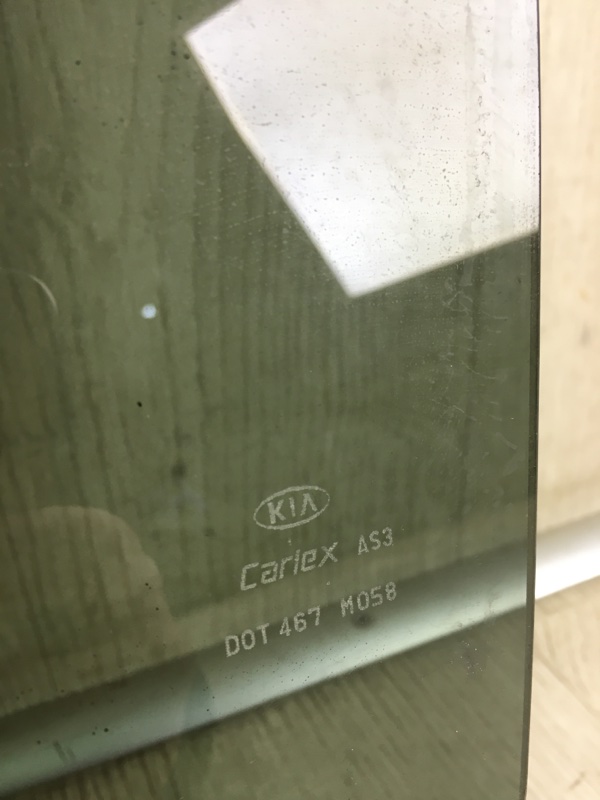 KIA
Carlex AS3
DOT 467 M058